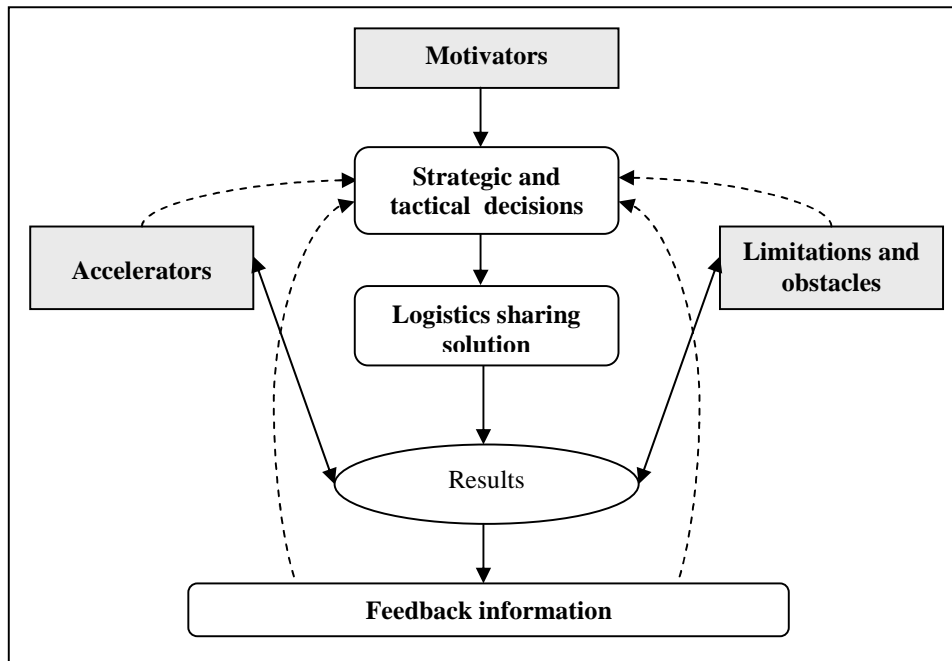 Motivators
Strategic and
tactical decisions
Accelerators
Limitations and
obstacles
Logistics sharing
solution
Results
Feedback information